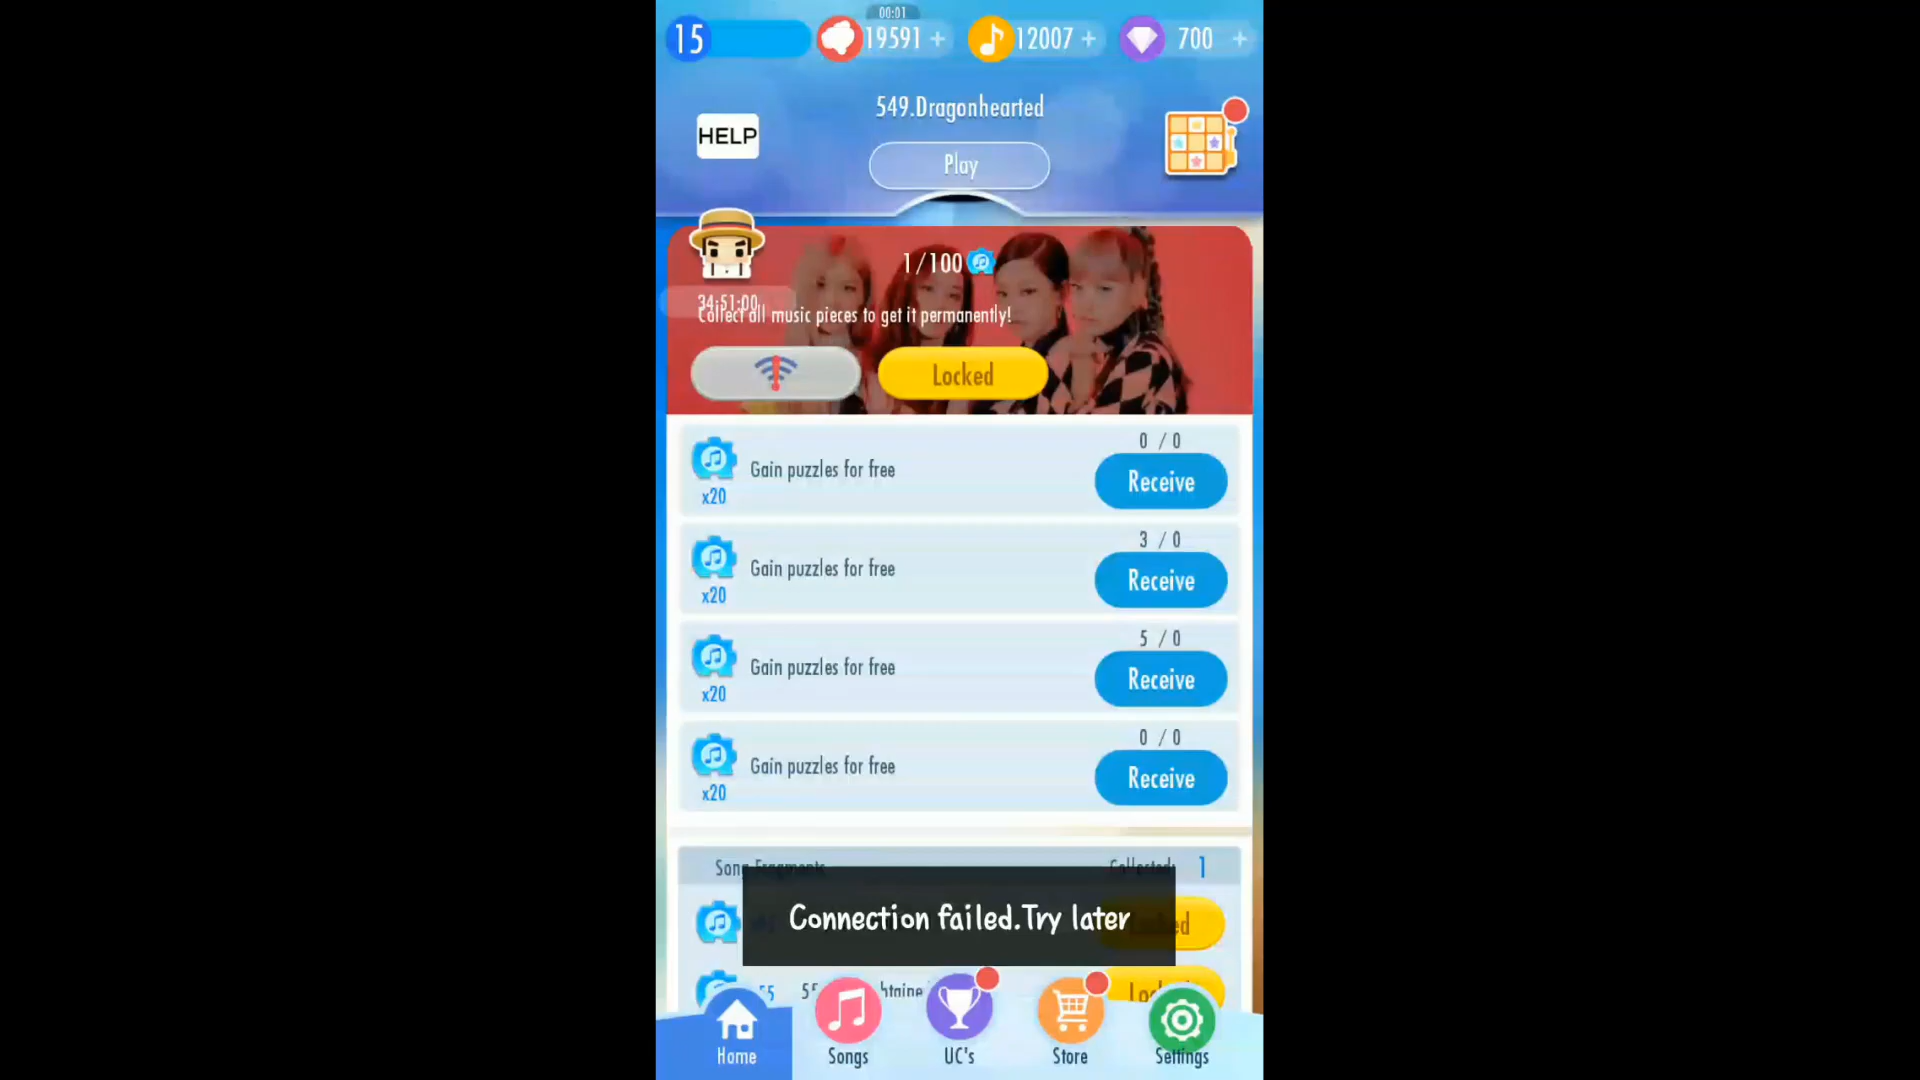 00:01
15 19591 + 12007 + 700 +
549.Dragonhearted
HELP
Play
1/100
34:51:00
Collect all music pieces to get it permanently!
Locked
0 / 0
Gain puzzles for free
Receive
x20
3 / 0
Gain puzzles for free
Receive
x20
5 / 0
Gain puzzles for free
Receive
x20
0 / 0
Gain puzzles for free
Receive
x20
Song Fragments Collected: 1
Connection failed.Try later
Home
Songs
UC's
Store
Settings